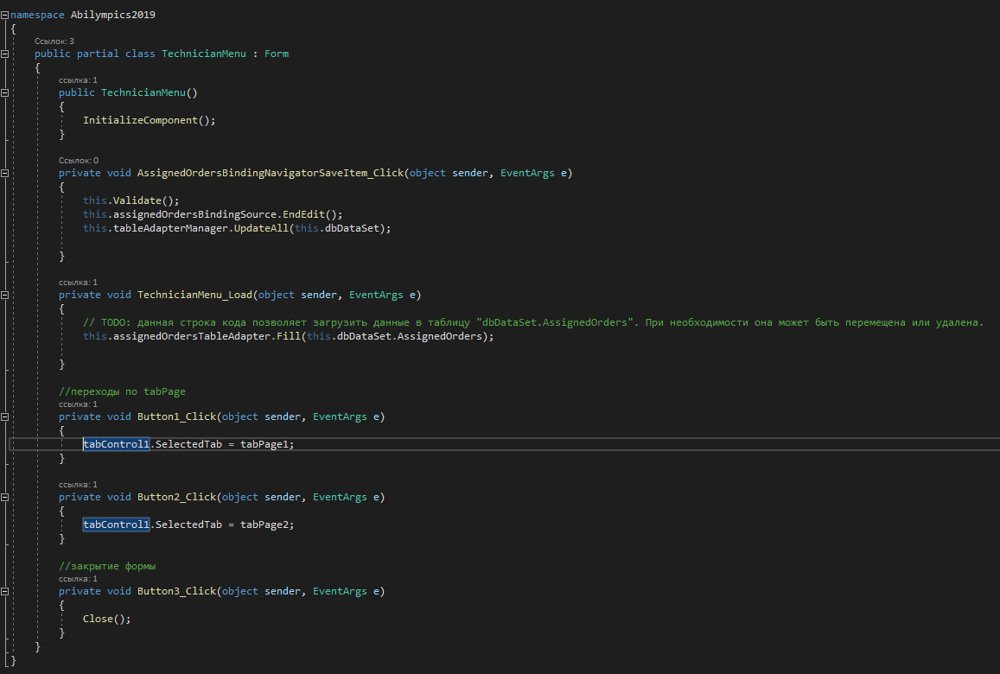 namespace Abilympics2019
{
Ссылок: 3
public partial class TechnicianMenu : Form
{
ссылка: 1
public TechnicianMenu()
{
InitializeComponent();
}
Ссылок: 0
private void AssignedOrdersBindingNavigatorSaveItem_Click(object sender, EventArgs e)
{
this.Validate();
this.assignedOrdersBindingSource.EndEdit();
this.tableAdapterManager.UpdateAll(this.dbDataSet);
}
ссылка: 1
private void TechnicianMenu_Load(object sender, EventArgs e)
{
// TODO: данная строка кода позволяет загрузить данные в таблицу "dbDataSet.AssignedOrders". При необходимости она может быть перемещена или удалена.
this.assignedOrdersTableAdapter.Fill(this.dbDataSet.AssignedOrders);
}
//переходы по tabPage
ссылка: 1
private void Button1_Click(object sender, EventArgs e)
{
tabControl1.SelectedTab = tabPage1;
}
ссылка: 1
private void Button2_Click(object sender, EventArgs e)
{
tabControl1.SelectedTab = tabPage2;
}
//закрытие формы
ссылка: 1
private void Button3_Click(object sender, EventArgs e)
{
Close();
}
}
}